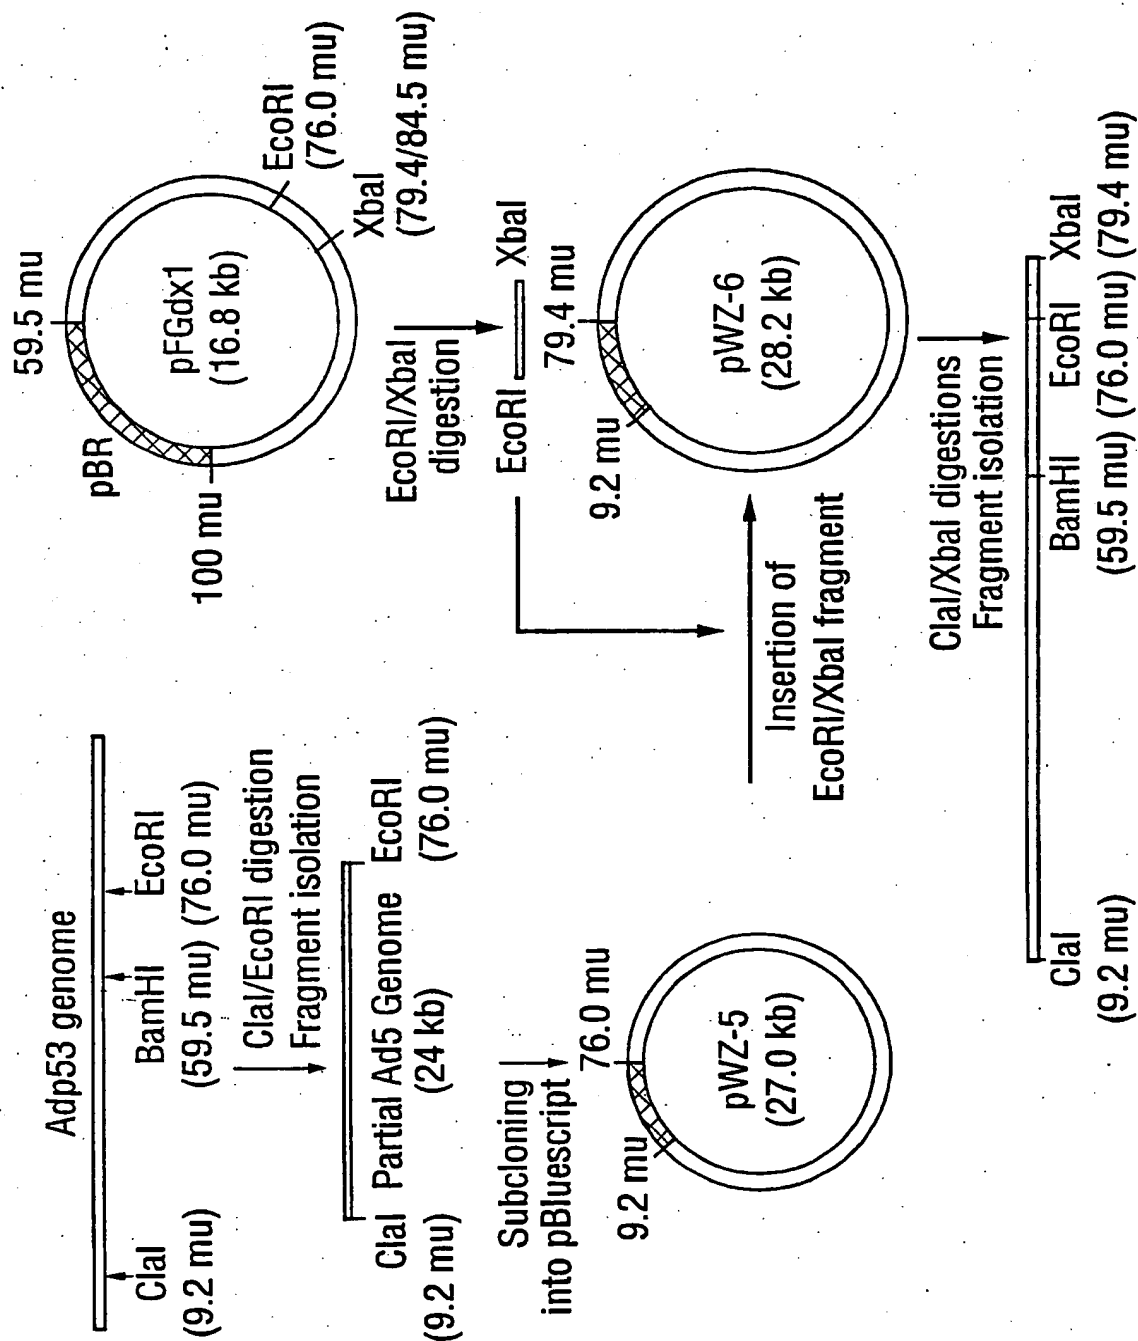 Adp53 genome
ClaI
BamHI
EcoRI
(9.2 mu)
(59.5 mu) (76.0 mu)
ClaI/EcoRI digestion
Fragment isolation
ClaI Partial Ad5 Genome EcoRI
(9.2 mu)
(24 kb)
(76.0 mu)
Subcloning
into pBluescript
76.0 mu
9.2 mu
pWZ-5
(27.0 kb)
59.5 mu
pBR
100 mu
pFGdx1
(16.8 kb)
EcoRI
(76.0 mu)
XbaI
(79.4/84.5 mu)
EcoRI/XbaI
digestion
EcoRI
XbaI
Insertion of
EcoRI/XbaI fragment
79.4 mu
9.2 mu
pWZ-6
(28.2 kb)
ClaI/XbaI digestions
Fragment isolation
ClaI
BamHI
EcoRI
XbaI
(9.2 mu)
(59.5 mu) (76.0 mu) (79.4 mu)